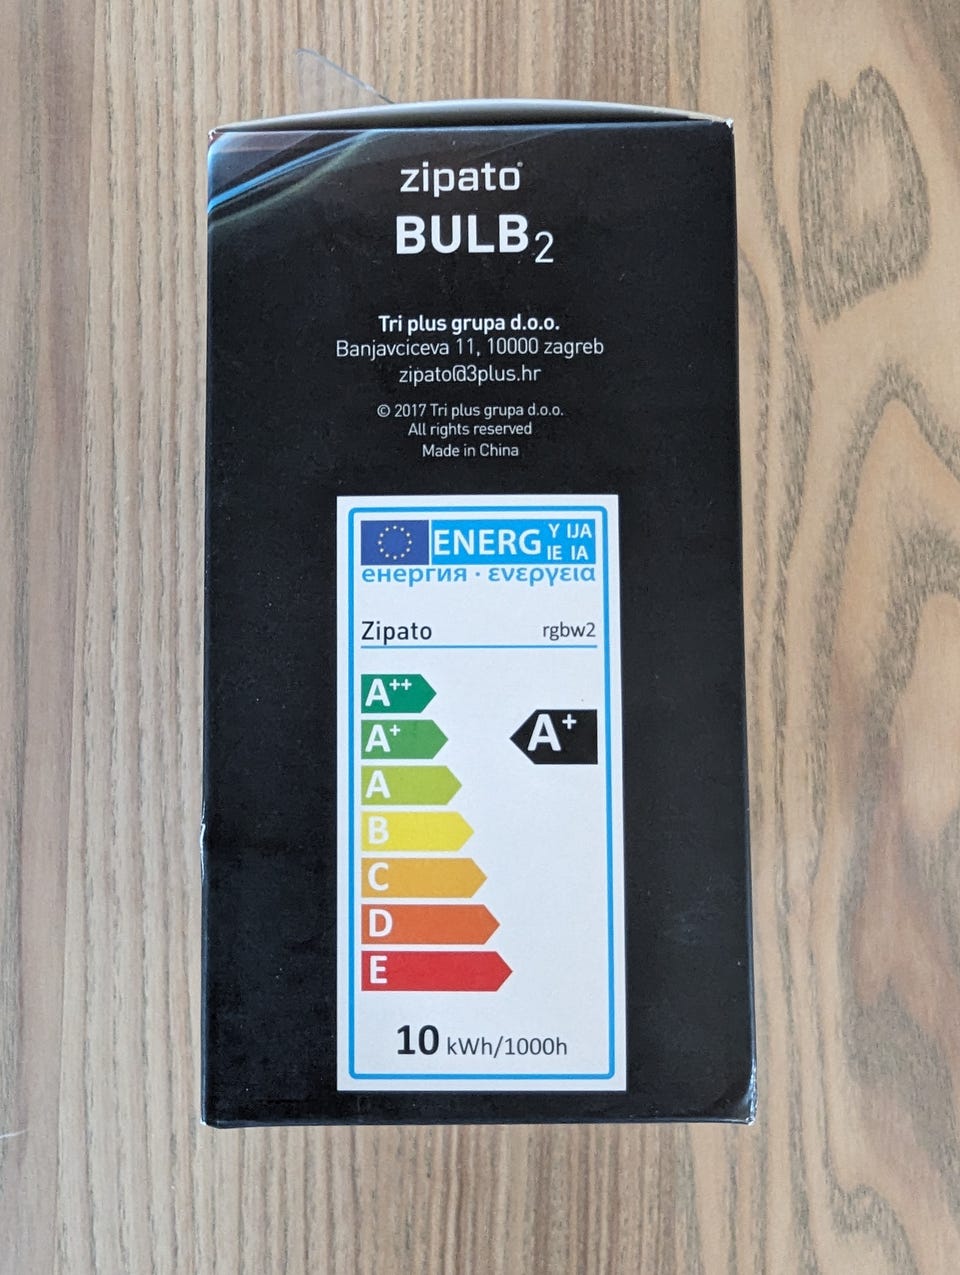 zipato
BULB2
Tri plus grupa d.o.o.
Banjavciceva 11, 10000 zagreb
zipato@3plus.hr
© 2017 Tri plus grupa d.o.o.
All rights reserved
Made in China
ENERG Y IJA
IE IA
енергия · ενεργεια
Zipato rgbw2
A++
A+ A+
A
B
C
D
E
10 kWh/1000h